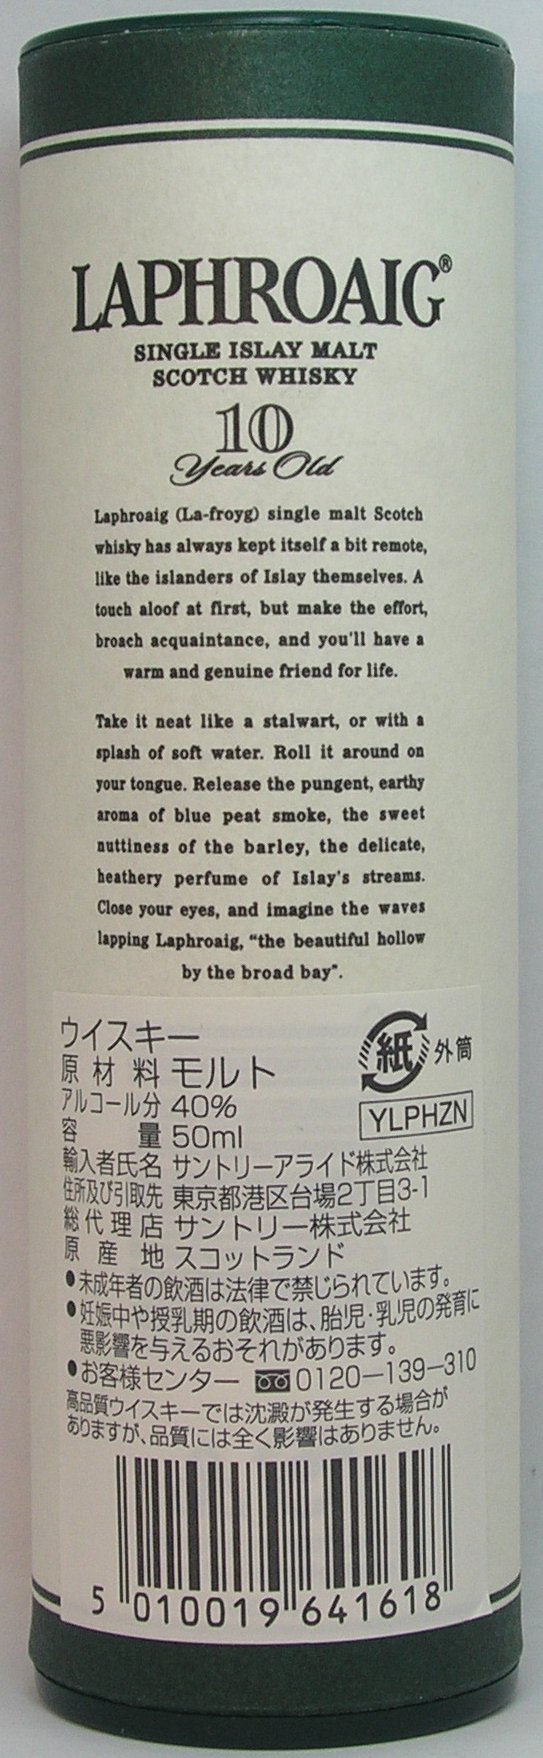 LAPHROAIG®
SINGLE ISLAY MALT
SCOTCH WHISKY
10
Years Old
Laphroaig (La-froyg) single malt Scotch
whisky has always kept itself a bit remote,
like the islanders of Islay themselves. A
touch aloof at first, but make the effort,
broach acquaintance, and you'll have a
warm and genuine friend for life.
Take it neat like a stalwart, or with a
splash of soft water. Roll it around on
your tongue. Release the pungent, earthy
aroma of blue peat smoke, the sweet
nuttiness of the barley, the delicate,
heathery perfume of Islay's streams.
Close your eyes, and imagine the waves
lapping Laphroaig, "the beautiful hollow
by the broad bay".
ウイスキー
原材料 モルト
紙 外筒
アルコール分 40%
YLPHZN
容量 50ml
輸入者氏名 サントリーアライド株式会社
住所及び引取先 東京都港区台場2丁目3-1
総代理店 サントリー株式会社
原産地 スコットランド
●未成年者の飲酒は法律で禁じられています。
●妊娠中や授乳期の飲酒は、胎児・乳児の発育に
悪影響を与えるおそれがあります。
●お客様センター 0120-139-310
高品質ウイスキーでは沈澱が発生する場合が
ありますが、品質には全く影響はありません。
5 010019 641618